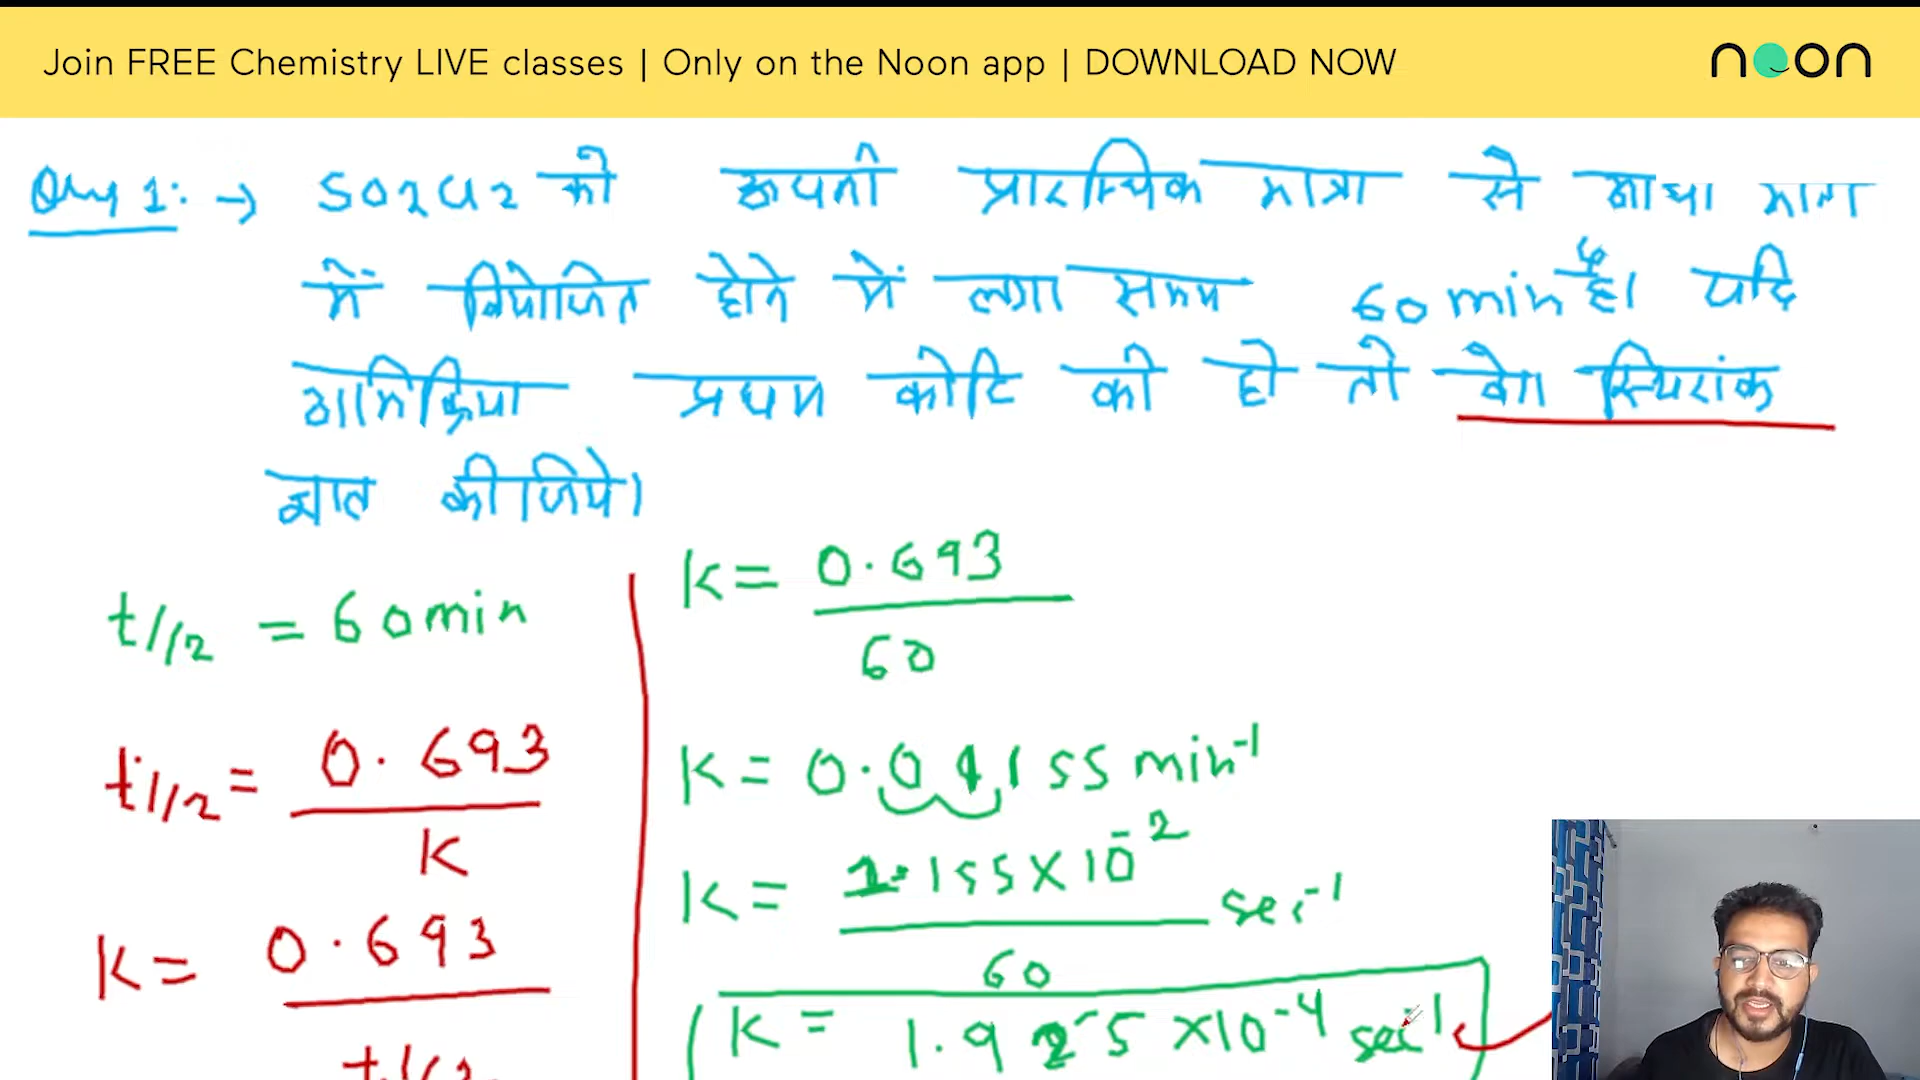 Join FREE Chemistry LIVE classes | Only on the Noon app | DOWNLOAD NOW
noon
Ques 1: → SO2Cl2 को अपनी प्रारम्भिक मात्रा से आधा भाग
में वियोजित होने में लगा समय 60 min है। यदि
अभिक्रिया प्रथम कोटि की हो तो वेग स्थिरांक
ज्ञात कीजिये।
t1/2 = 60 min
t1/2 = 0.693 / K
K = 0.693 / t1/2
K = 0.693 / 60
K = 0.01155 min⁻¹
K = 1.155 × 10⁻² / 60 sec⁻¹
K = 1.925 × 10⁻⁴ sec⁻¹